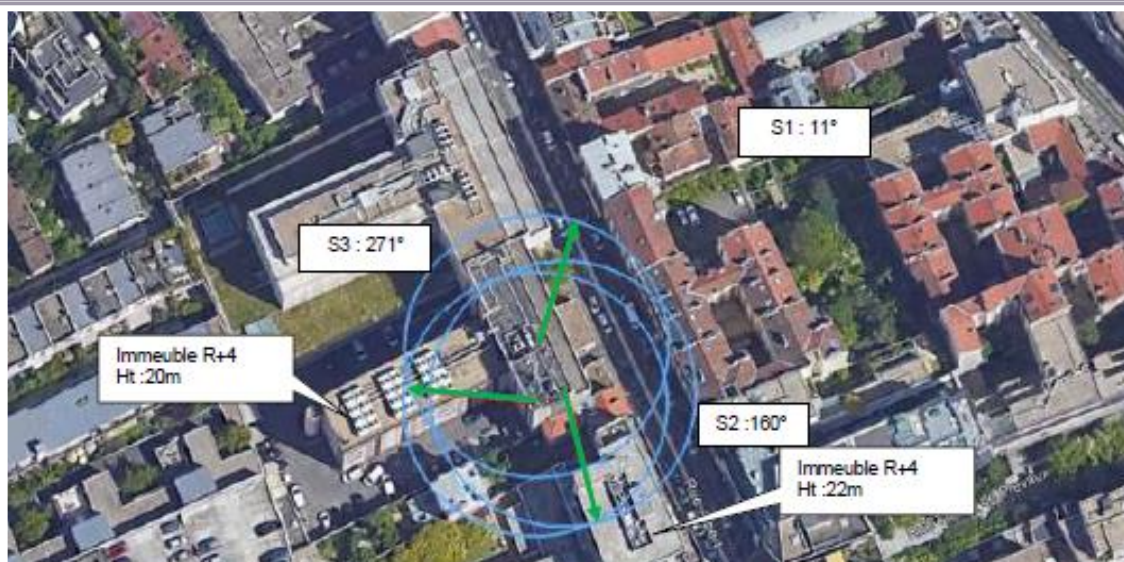 S1 : 11°
S3 : 271°
Immeuble R+4
Ht :20m
S2 :160°
Immeuble R+4
Ht :22m